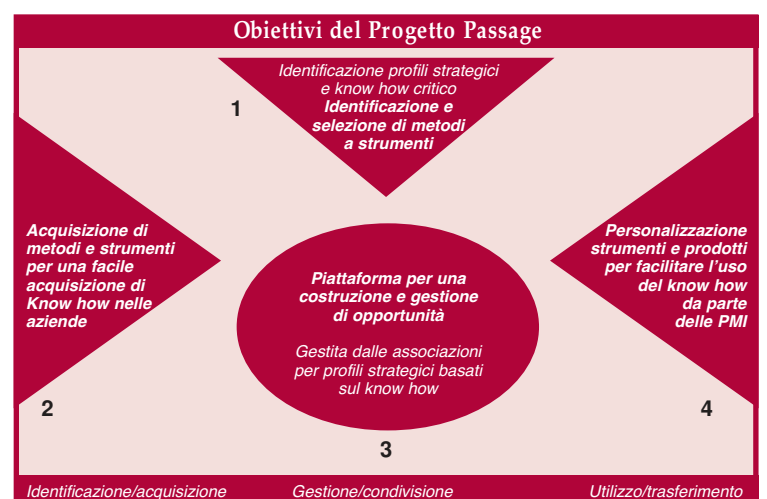 Obiettivi del Progetto Passage
Identificazione profili strategici
e know how critico
Identificazione e
selezione di metodi
a strumenti
1
Acquisizione di
metodi e strumenti
per una facile
acquisizione di
Know how nelle
aziende
2
Piattaforma per una
costruzione e gestione
di opportunità
Gestita dalle associazioni
per profili strategici basati
sul know how
3
Personalizzazione
strumenti e prodotti
per facilitare l'uso
del know how
da parte
delle PMI
4
Identificazione/acquisizione
Gestione/condivisione
Utilizzo/trasferimento